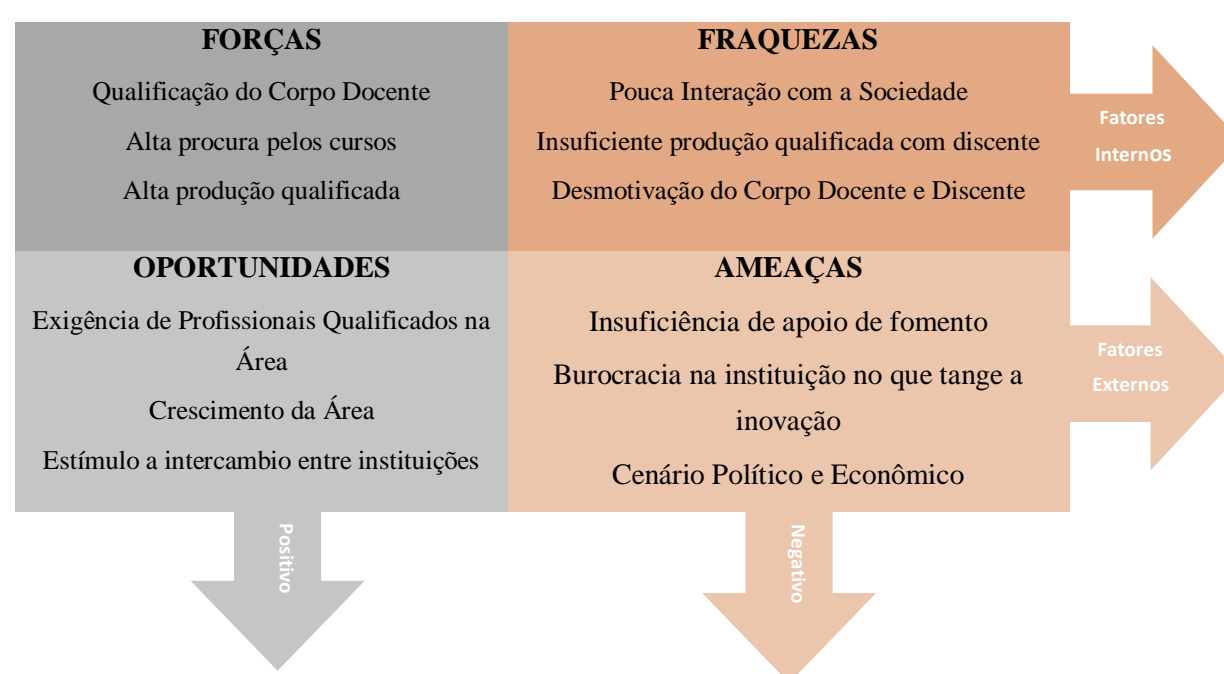 FORÇAS
Qualificação do Corpo Docente
Alta procura pelos cursos
Alta produção qualificada
FRAQUEZAS
Pouca Interação com a Sociedade
Insuficiente produção qualificada com discente
Desmotivação do Corpo Docente e Discente
Fatores
Internos
OPORTUNIDADES
Exigência de Profissionais Qualificados na
Área
Crescimento da Área
Estímulo a intercambio entre instituições
AMEAÇAS
Insuficiência de apoio de fomento
Burocracia na instituição no que tange a
inovação
Cenário Político e Econômico
Fatores
Externos
Positivo
Negativo